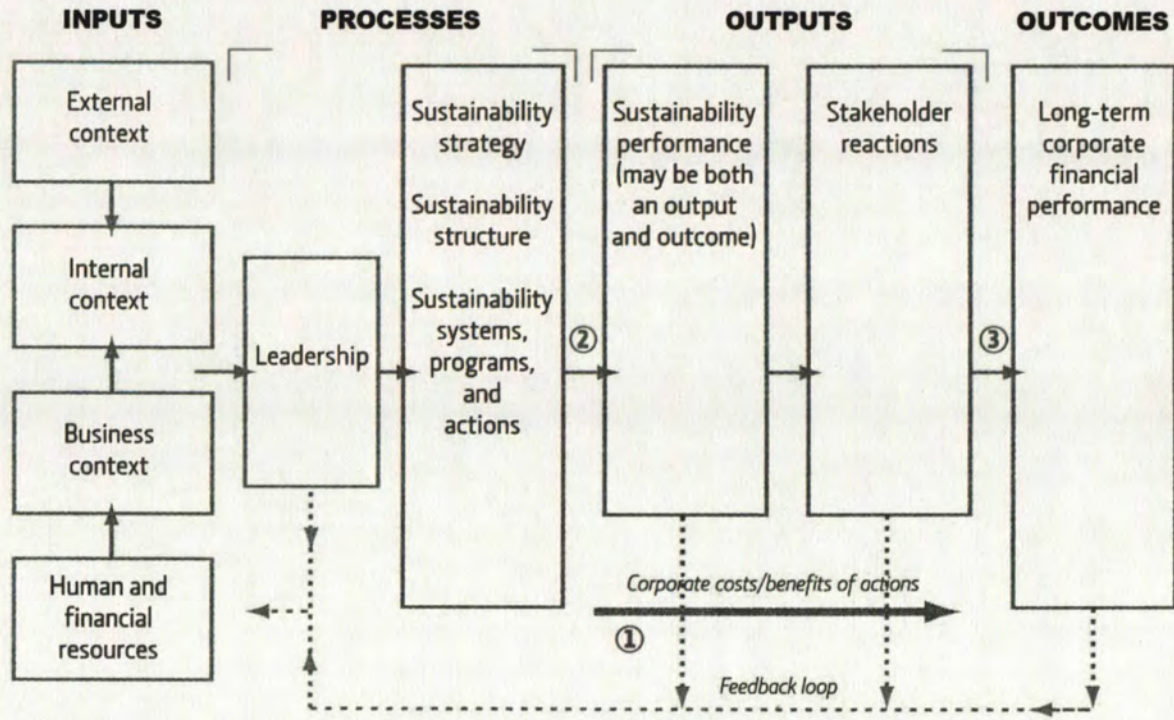 INPUTS
PROCESSES
OUTPUTS
OUTCOMES
External
context
Internal
context
Business
context
Human and
financial
resources
Leadership
Sustainability
strategy
Sustainability
structure
Sustainability
systems,
programs,
and
actions
②
Sustainability
performance
(may be both
an output
and outcome)
Stakeholder
reactions
③
Long-term
corporate
financial
performance
Corporate costs/benefits of actions
①
Feedback loop